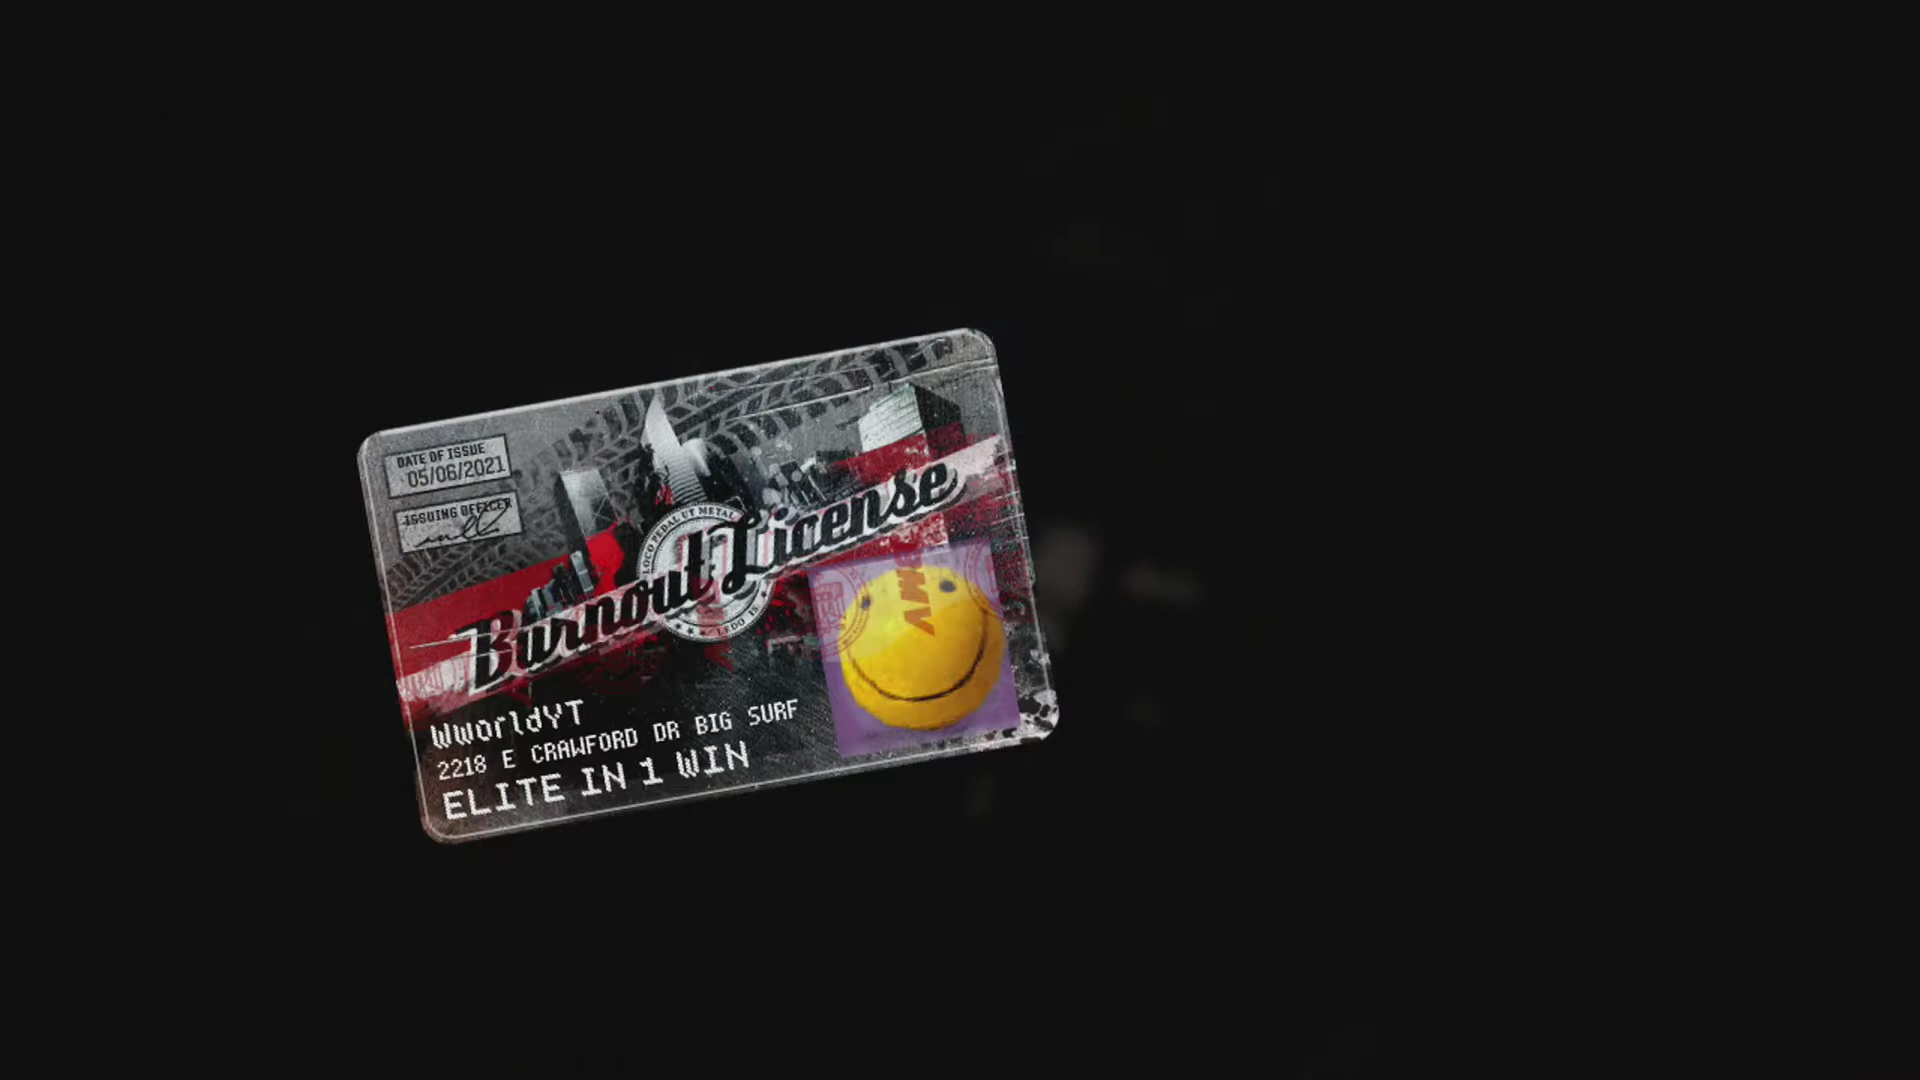 DATE OF ISSUE
05/06/2021
ISSUING OFFICER
Burnout License
WworldYT
2218 E CRAWFORD DR BIG SURF
ELITE IN 1 WIN
DMV